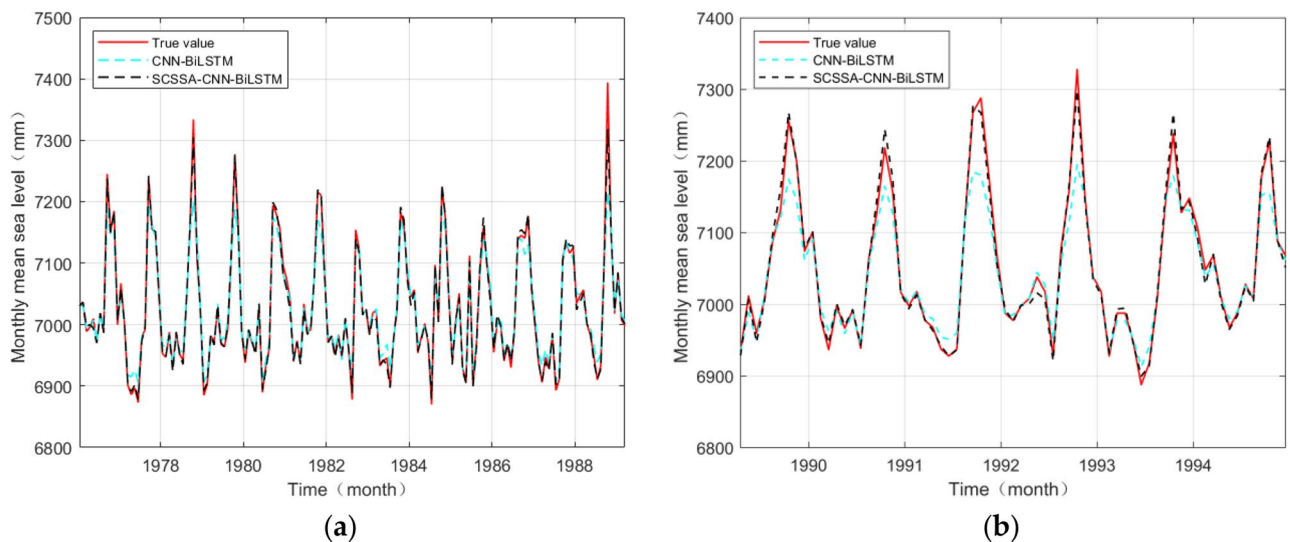 7500
7400
7300
7200
7100
7000
6900
6800
Monthly mean sea level（mm）
True value
CNN-BiLSTM
SCSSA-CNN-BiLSTM
1978 1980 1982 1984 1986 1988
Time（month）
(a)
7400
7300
7200
7100
7000
6900
6800
Monthly mean sea level（mm）
True value
CNN-BiLSTM
SCSSA-CNN-BiLSTM
1990 1991 1992 1993 1994
Time（month）
(b)